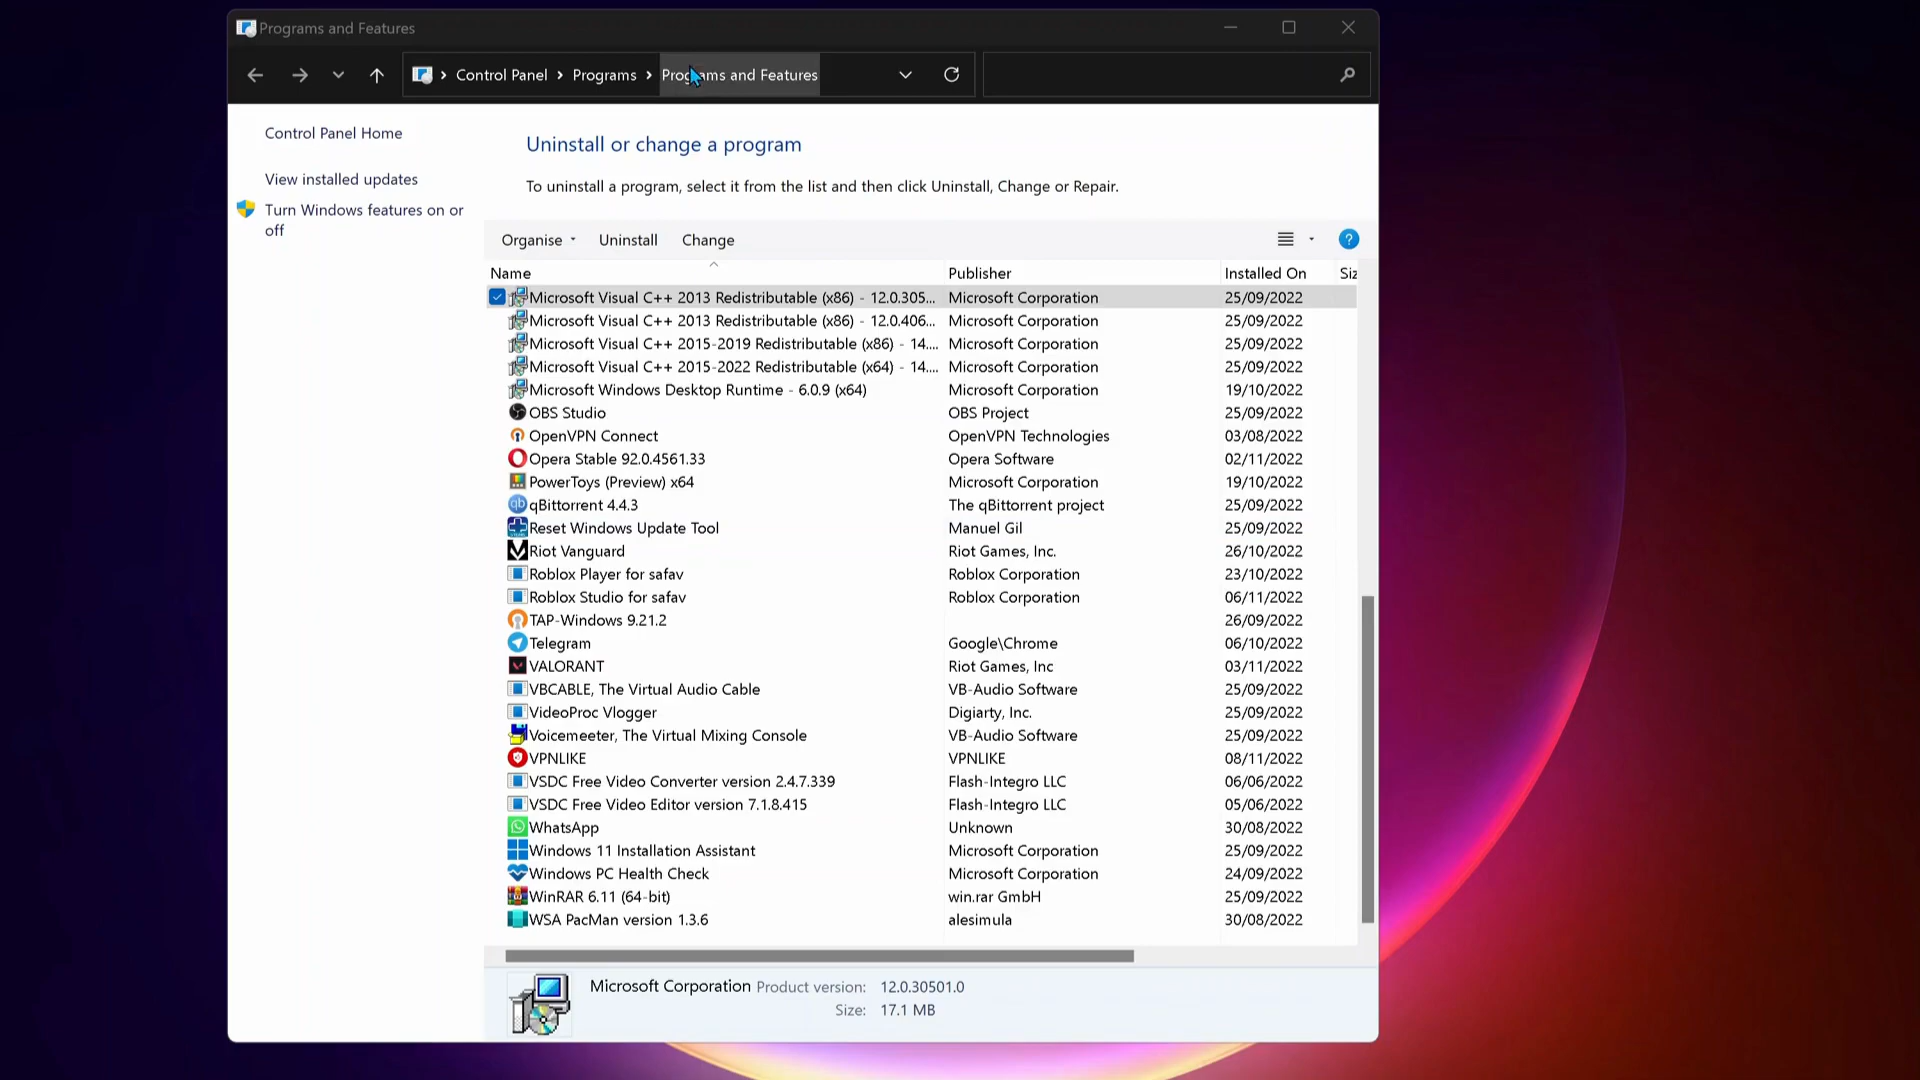 Programs and Features
Control Panel > Programs > Programs and Features
Control Panel Home
View installed updates
Turn Windows features on or
off
Uninstall or change a program
To uninstall a program, select it from the list and then click Uninstall, Change or Repair.
Organise Uninstall Change ?
Name Publisher Installed On Siz
Microsoft Visual C++ 2013 Redistributable (x86) - 12.0.305... Microsoft Corporation 25/09/2022
Microsoft Visual C++ 2013 Redistributable (x86) - 12.0.406... Microsoft Corporation 25/09/2022
Microsoft Visual C++ 2015-2019 Redistributable (x86) - 14.... Microsoft Corporation 25/09/2022
Microsoft Visual C++ 2015-2022 Redistributable (x64) - 14.... Microsoft Corporation 25/09/2022
Microsoft Windows Desktop Runtime - 6.0.9 (x64) Microsoft Corporation 19/10/2022
OBS Studio OBS Project 25/09/2022
OpenVPN Connect OpenVPN Technologies 03/08/2022
Opera Stable 92.0.4561.33 Opera Software 02/11/2022
PowerToys (Preview) x64 Microsoft Corporation 19/10/2022
qBittorrent 4.4.3 The qBittorrent project 25/09/2022
Reset Windows Update Tool Manuel Gil 25/09/2022
Riot Vanguard Riot Games, Inc. 26/10/2022
Roblox Player for safav Roblox Corporation 23/10/2022
Roblox Studio for safav Roblox Corporation 06/11/2022
TAP-Windows 9.21.2 26/09/2022
Telegram Google\Chrome 06/10/2022
VALORANT Riot Games, Inc 03/11/2022
VBCABLE, The Virtual Audio Cable VB-Audio Software 25/09/2022
VideoProc Vlogger Digiarty, Inc. 25/09/2022
Voicemeeter, The Virtual Mixing Console VB-Audio Software 25/09/2022
VPNLIKE VPNLIKE 08/11/2022
VSDC Free Video Converter version 2.4.7.339 Flash-Integro LLC 06/06/2022
VSDC Free Video Editor version 7.1.8.415 Flash-Integro LLC 05/06/2022
WhatsApp Unknown 30/08/2022
Windows 11 Installation Assistant Microsoft Corporation 25/09/2022
Windows PC Health Check Microsoft Corporation 24/09/2022
WinRAR 6.11 (64-bit) win.rar GmbH 25/09/2022
WSA PacMan version 1.3.6 alesimula 30/08/2022
Microsoft Corporation Product version: 12.0.30501.0
Size: 17.1 MB